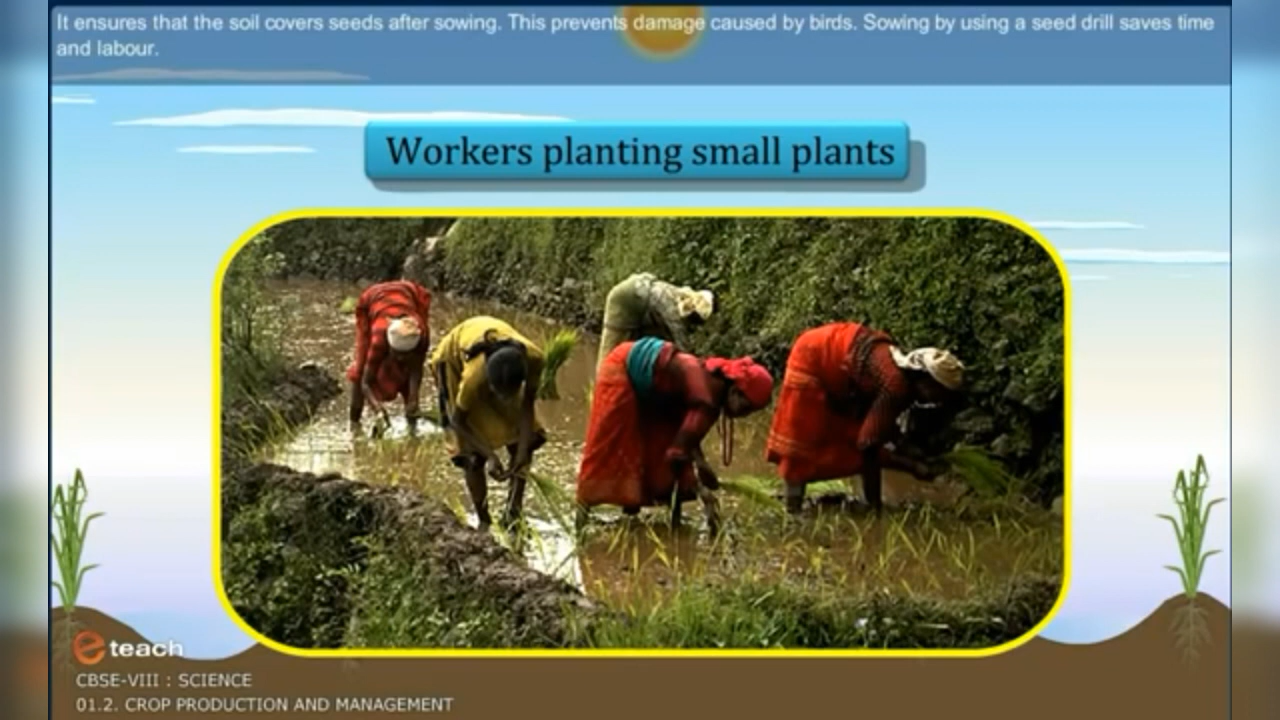 It ensures that the soil covers seeds after sowing. This prevents damage caused by birds. Sowing by using a seed drill saves time
and labour.
Workers planting small plants
e teach
CBSE-VIII : SCIENCE
01.2. CROP PRODUCTION AND MANAGEMENT